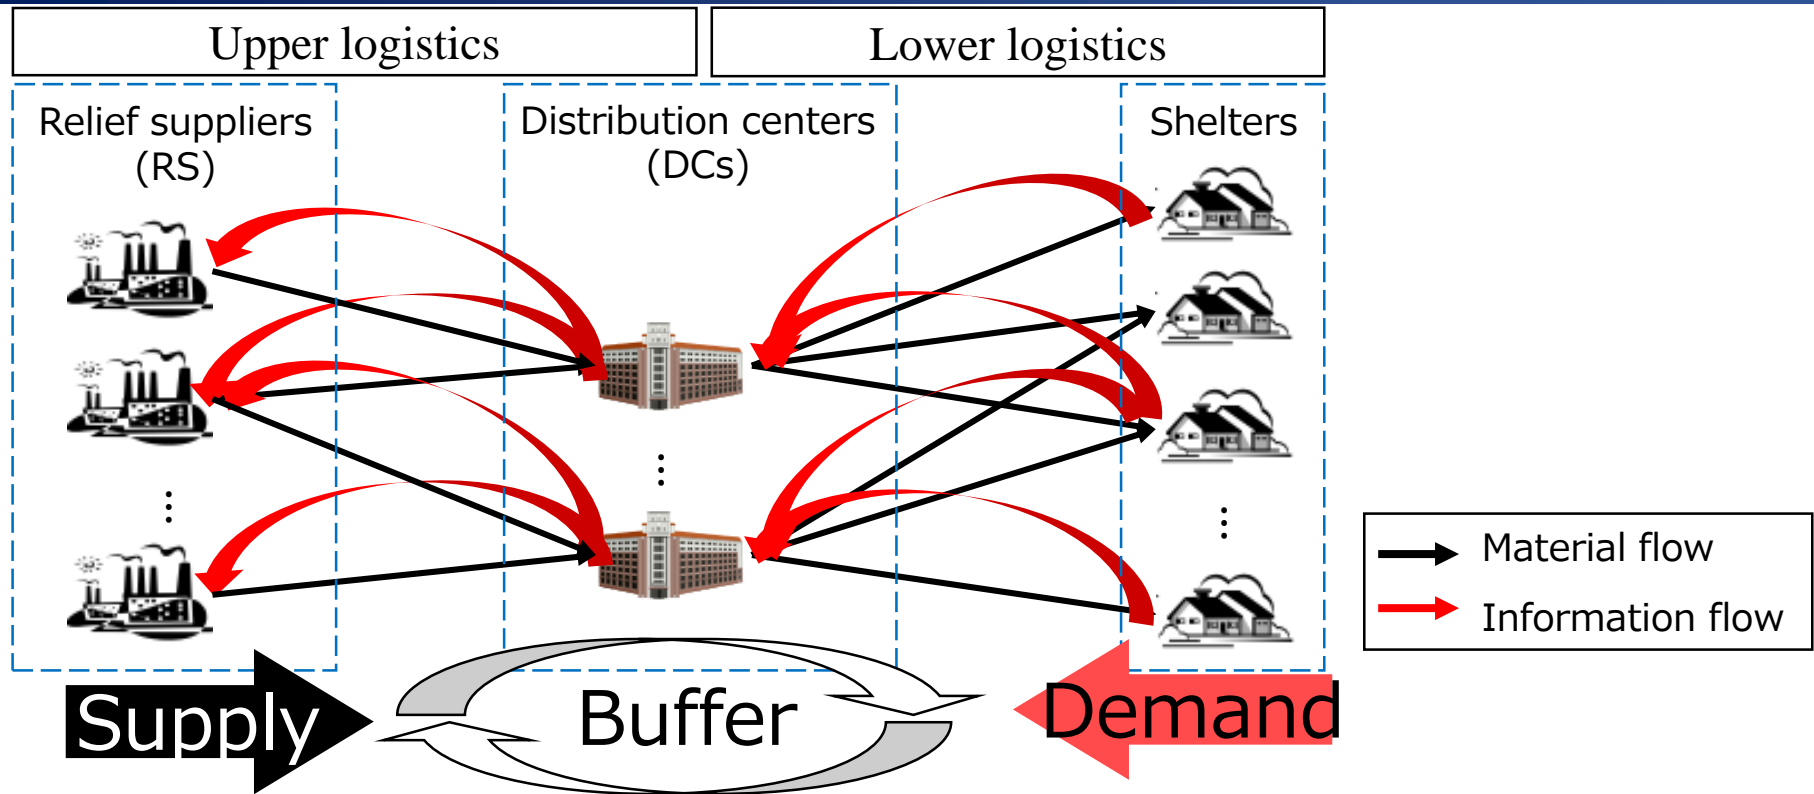 Upper logistics
Lower logistics
Relief suppliers
(RS)
Distribution centers
(DCs)
Shelters
Material flow
Information flow
Supply
Buffer
Demand